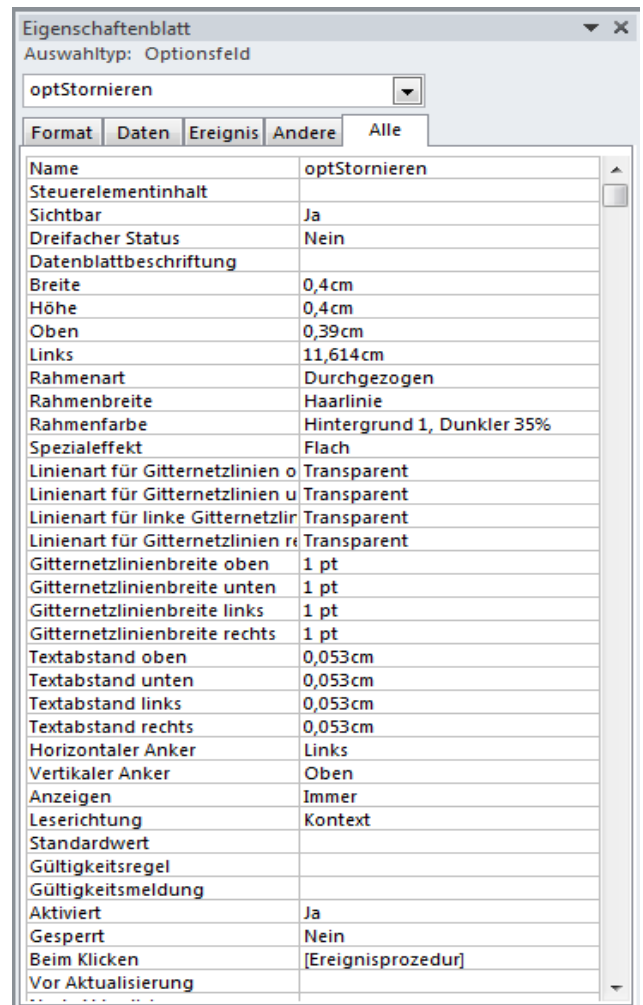 Eigenschaftenblatt
Auswahltyp: Optionsfeld
optStornieren
Format Daten Ereignis Andere Alle
Name optStornieren
Steuerelementinhalt
Sichtbar Ja
Dreifacher Status Nein
Datenblattbeschriftung
Breite 0,4cm
Höhe 0,4cm
Oben 0,39cm
Links 11,614cm
Rahmenart Durchgezogen
Rahmenbreite Haarlinie
Rahmenfarbe Hintergrund 1, Dunkler 35%
Spezialeffekt Flach
Linienart für Gitternetzlinien o Transparent
Linienart für Gitternetzlinien u Transparent
Linienart für linke Gitternetzlin Transparent
Linienart für Gitternetzlinien re Transparent
Gitternetzlinienbreite oben 1 pt
Gitternetzlinienbreite unten 1 pt
Gitternetzlinienbreite links 1 pt
Gitternetzlinienbreite rechts 1 pt
Textabstand oben 0,053cm
Textabstand unten 0,053cm
Textabstand links 0,053cm
Textabstand rechts 0,053cm
Horizontaler Anker Links
Vertikaler Anker Oben
Anzeigen Immer
Leserichtung Kontext
Standardwert
Gültigkeitsregel
Gültigkeitsmeldung
Aktiviert Ja
Gesperrt Nein
Beim Klicken [Ereignisprozedur]
Vor Aktualisierung